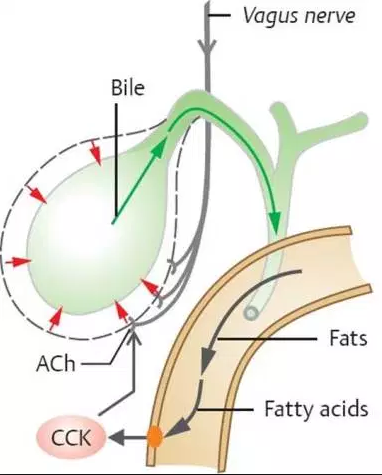 Vagus nerve
Bile
ACh
Fats
Fatty acids
CCK